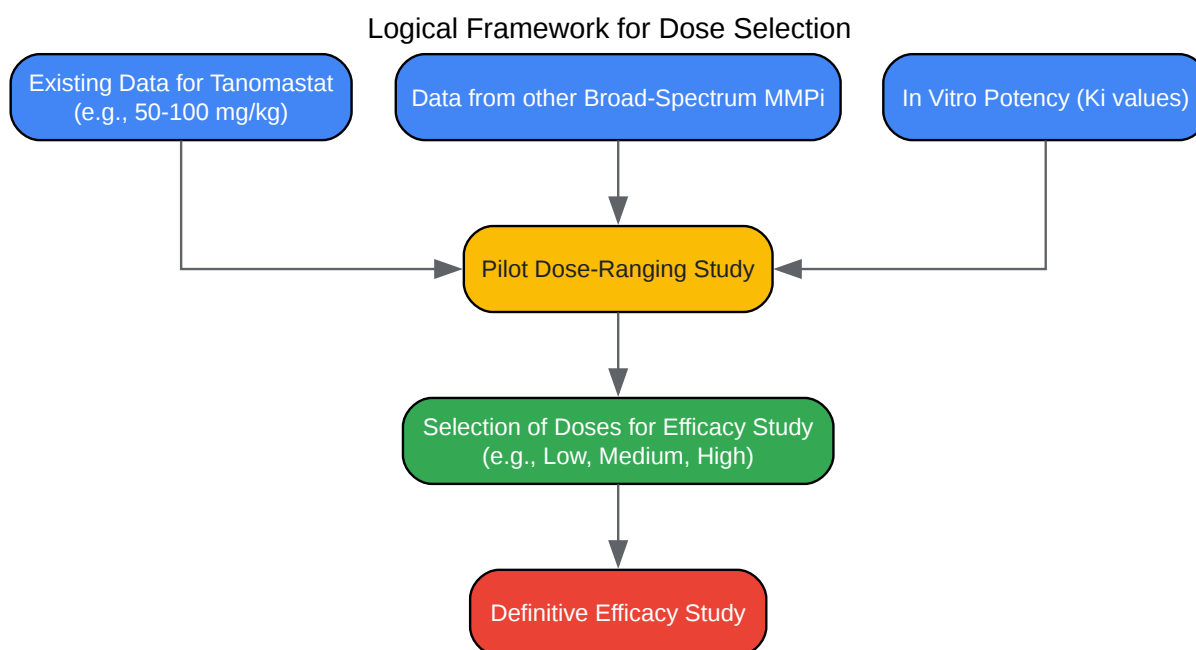 Logical Framework for Dose Selection
Existing Data for Tanomastat
(e.g., 50-100 mg/kg)
Data from other Broad-Spectrum MMPi
In Vitro Potency (Ki values)
Pilot Dose-Ranging Study
Selection of Doses for Efficacy Study
(e.g., Low, Medium, High)
Definitive Efficacy Study